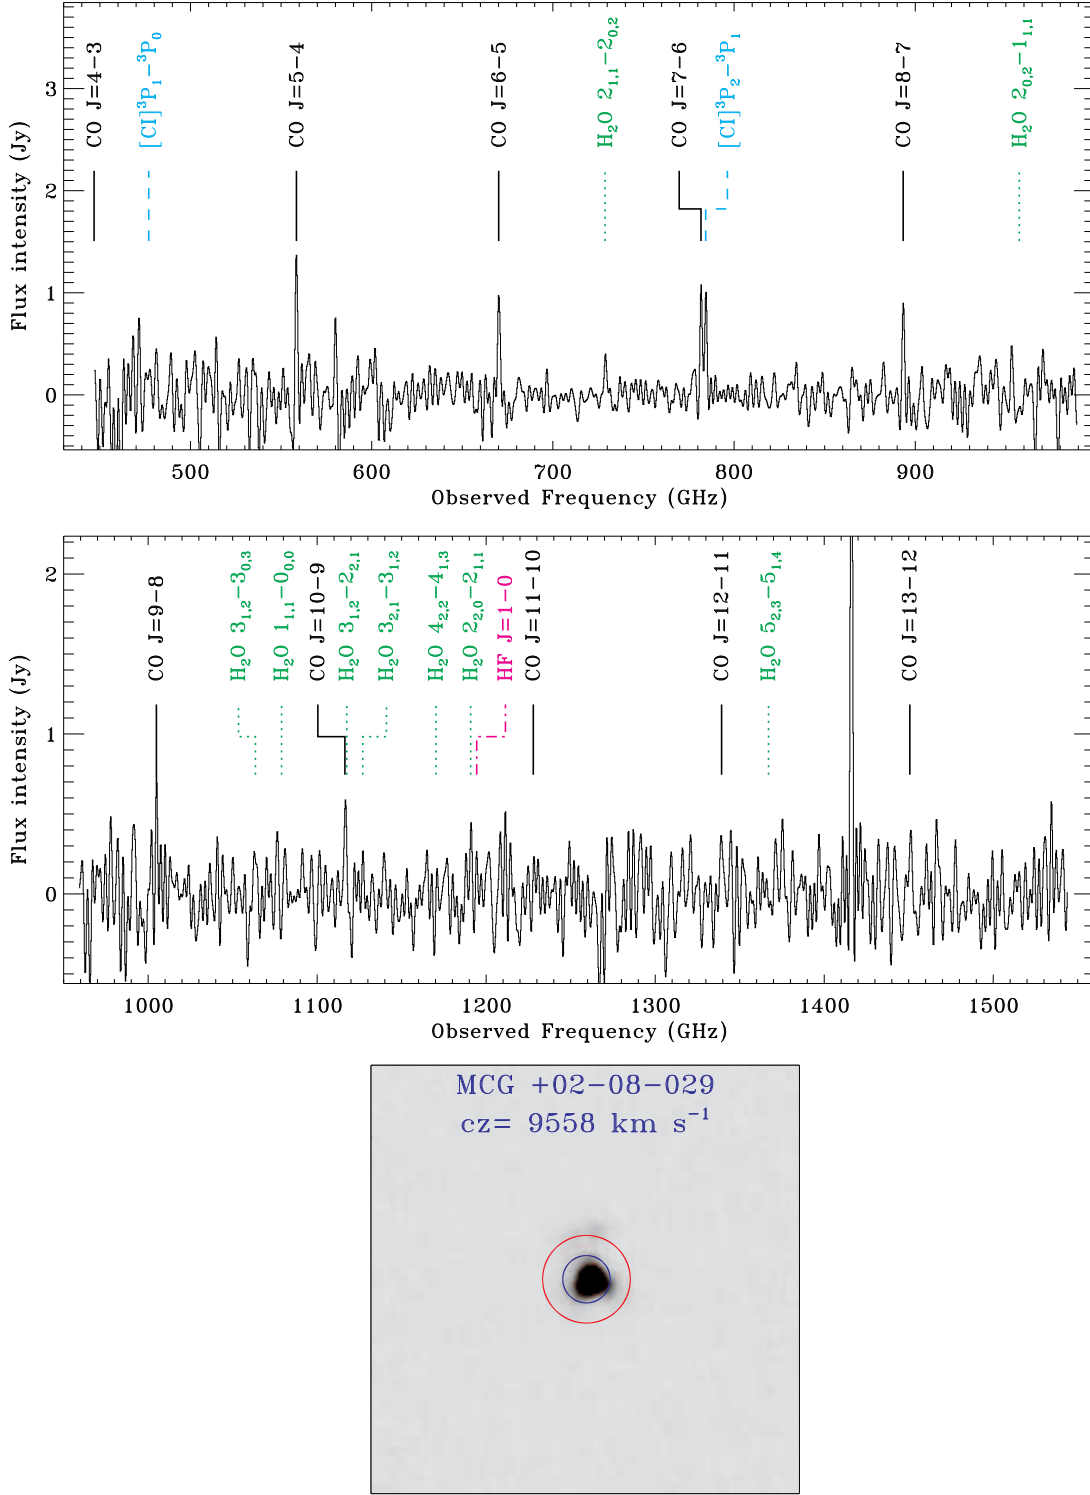 CO J=4−3
[CI]³P₁−³P₀
CO J=5−4
CO J=6−5
H₂O 2₁,₁−2₀,₂
CO J=7−6
[CI]³P₂−³P₁
CO J=8−7
H₂O 2₀,₂−1₁,₁
Flux intensity (Jy)
3
2
1
0
500
600
700
800
900
Observed Frequency (GHz)
CO J=9−8
H₂O 3₁,₂−3₀,₃
H₂O 1₁,₁−0₀,₀
CO J=10−9
H₂O 3₁,₂−2₂,₁
H₂O 3₂,₁−3₁,₂
H₂O 4₂,₂−4₁,₃
H₂O 2₂,₀−2₁,₁
HF J=1−0
CO J=11−10
CO J=12−11
H₂O 5₂,₃−5₁,₄
CO J=13−12
Flux intensity (Jy)
2
1
0
1000
1100
1200
1300
1400
1500
Observed Frequency (GHz)
MCG +02−08−029
cz= 9558 km s⁻¹